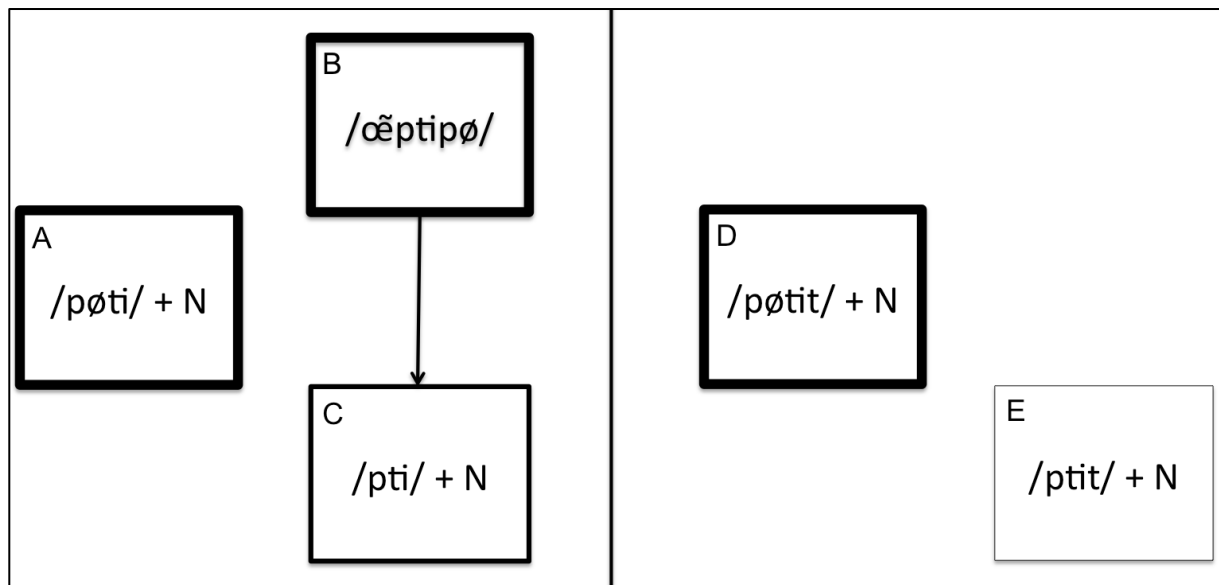 A
/pøti/ + N
B
/œ̃ptipø/
C
/pti/ + N
D
/pøtit/ + N
E
/ptit/ + N